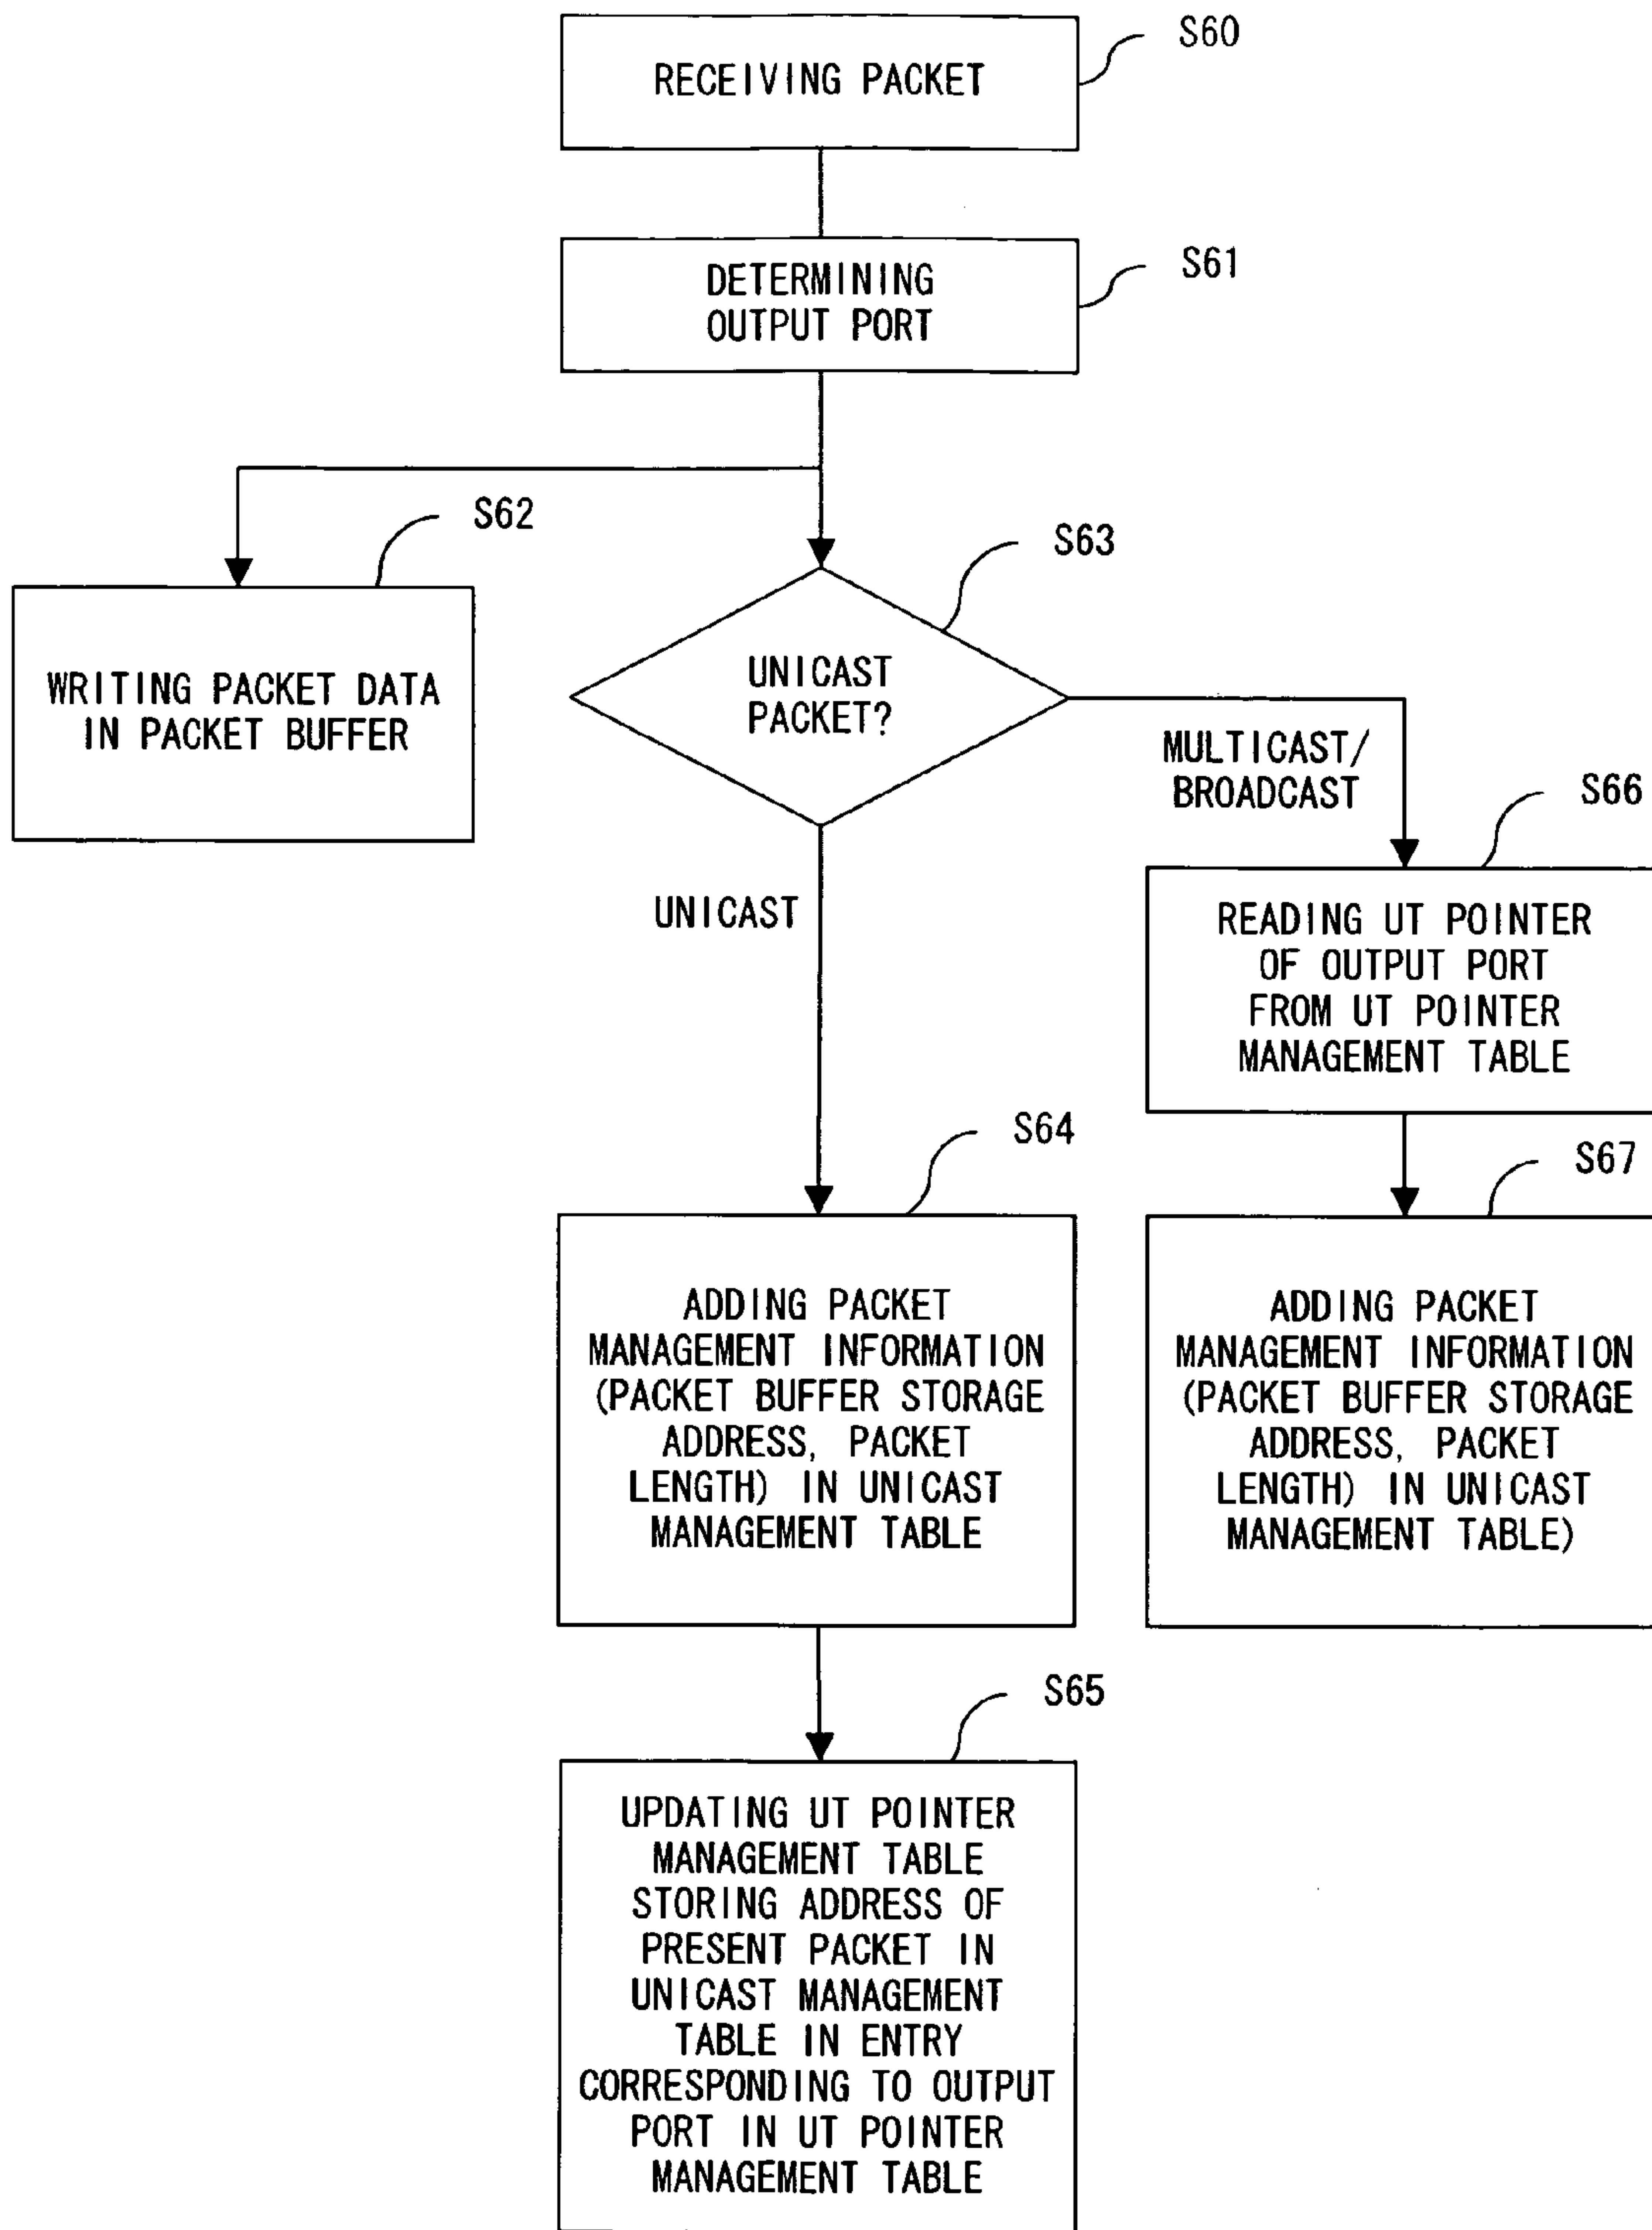 RECEIVING PACKET
S60
DETERMINING
OUTPUT PORT
S61
S62
WRITING PACKET DATA
IN PACKET BUFFER
S63
UNICAST
PACKET?
MULTICAST/
BROADCAST
UNICAST
S66
READING UT POINTER
OF OUTPUT PORT
FROM UT POINTER
MANAGEMENT TABLE
S64
ADDING PACKET
MANAGEMENT INFORMATION
(PACKET BUFFER STORAGE
ADDRESS, PACKET
LENGTH) IN UNICAST
MANAGEMENT TABLE
S67
ADDING PACKET
MANAGEMENT INFORMATION
(PACKET BUFFER STORAGE
ADDRESS, PACKET
LENGTH) IN UNICAST
MANAGEMENT TABLE)
S65
UPDATING UT POINTER
MANAGEMENT TABLE
STORING ADDRESS OF
PRESENT PACKET IN
UNICAST MANAGEMENT
TABLE IN ENTRY
CORRESPONDING TO OUTPUT
PORT IN UT POINTER
MANAGEMENT TABLE